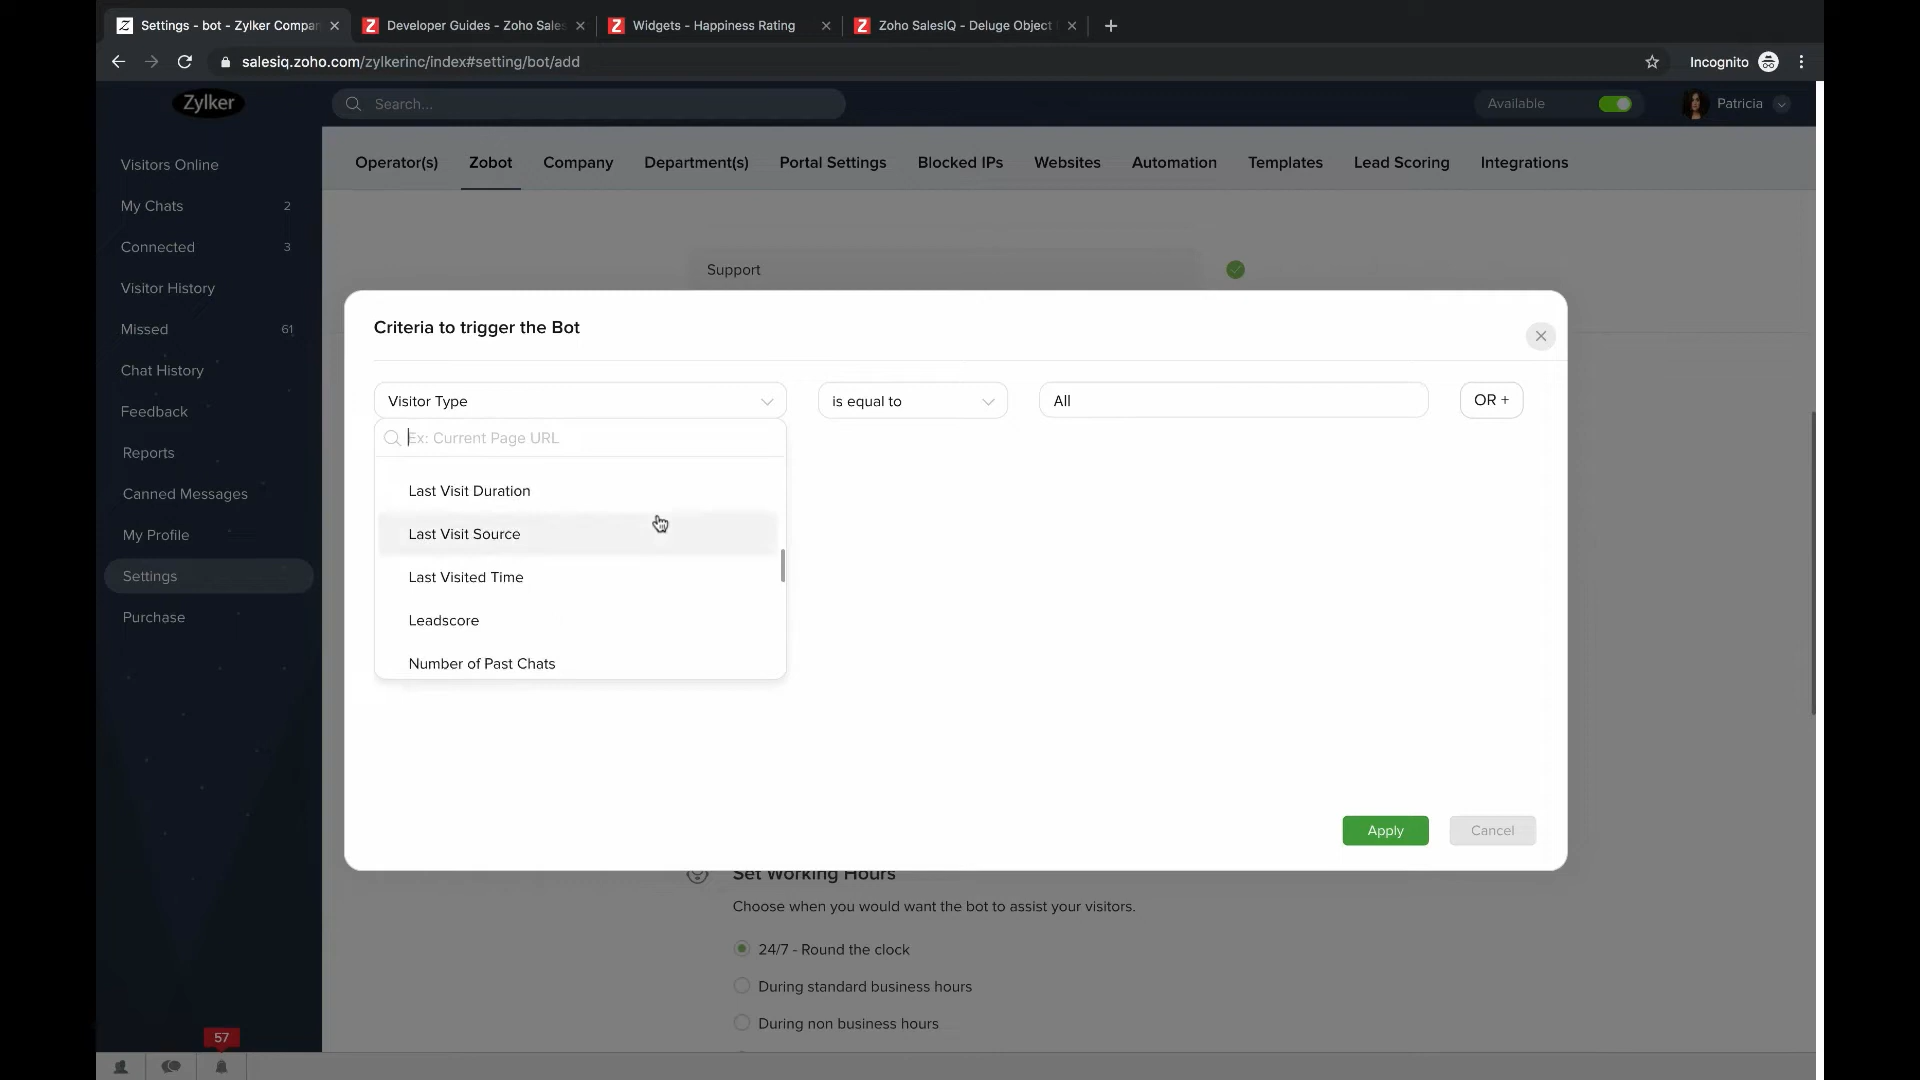 Settings - bot - Zylker Compan
Developer Guides - Zoho Sales
Widgets - Happiness Rating
Zoho SalesIQ - Deluge Object
salesiq.zoho.com/zylkerinc/index#setting/bot/add
Incognito
Zylker
Search...
Available
Patricia
Operator(s) Zobot Company Department(s) Portal Settings Blocked IPs Websites Automation Templates Lead Scoring Integrations
Visitors Online
My Chats 2
Connected 3
Visitor History
Missed 61
Chat History
Feedback
Reports
Canned Messages
My Profile
Settings
Purchase
57
Support
Criteria to trigger the Bot
Visitor Type
is equal to
All
OR +
Ex: Current Page URL
Last Visit Duration
Last Visit Source
Last Visited Time
Leadscore
Number of Past Chats
Apply
Cancel
Set Working Hours
Choose when you would want the bot to assist your visitors.
24/7 - Round the clock
During standard business hours
During non business hours